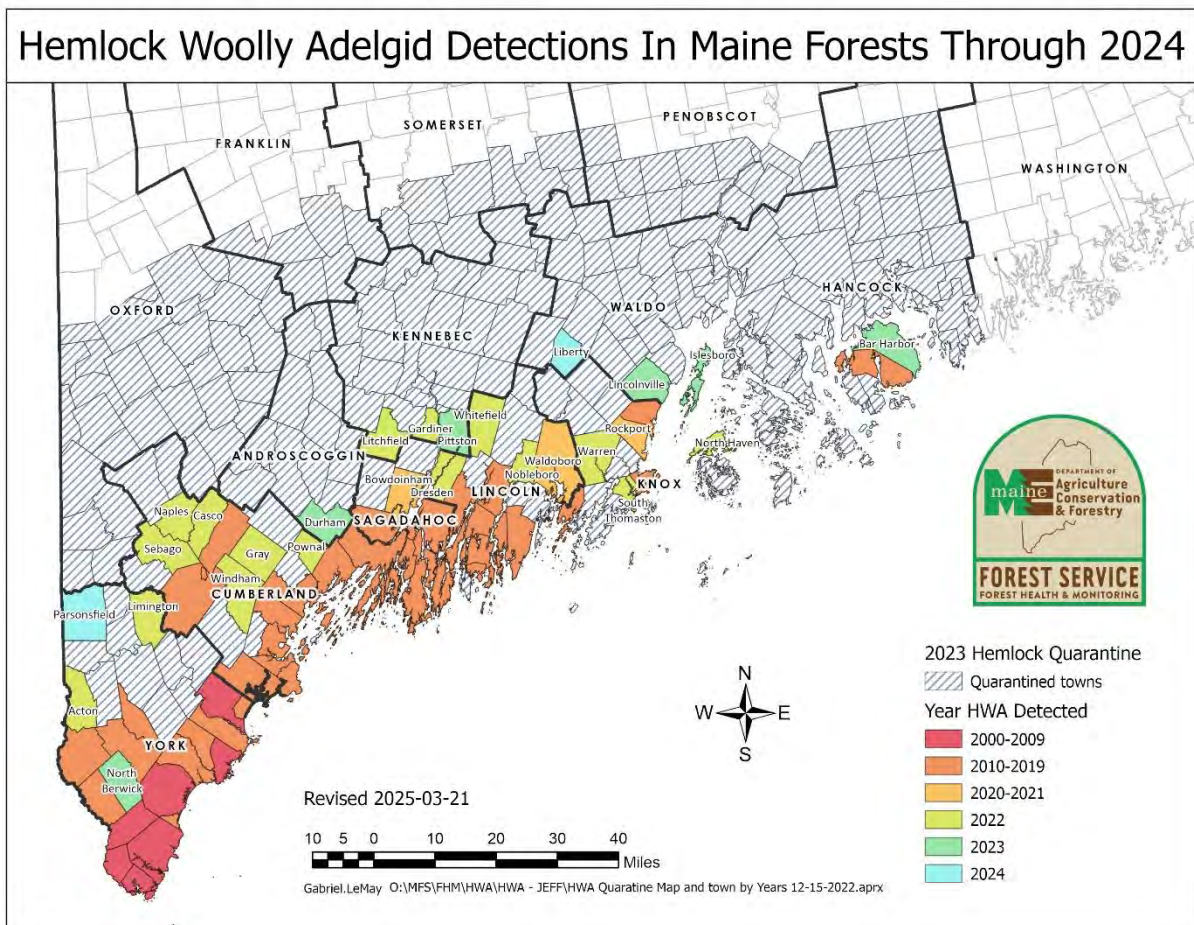 Hemlock Woolly Adelgid Detections In Maine Forests Through 2024
SOMERSET
PENOBSCOT
FRANKLIN
WASHINGTON
OXFORD
WALDO
HANCOCK
KENNEBEC
Bar Harbor
Liberty
Islesboro
Lincolnville
Whitefield
Gardiner
Litchfield
Pittston
Rockport
North Haven
ANDROSCOGGIN
Waldoboro
Warren
Bowdoinham
Nobleboro
Dresden
LINCOLN
KNOX
South
Thomaston
Naples
Casco
Durham
SAGADAHOC
Sebago
Gray
Pownal
Windham
CUMBERLAND
Parsonsfield
Limington
Acton
YORK
North
Berwick
maine
DEPARTMENT OF
Agriculture
Conservation
& Forestry
FOREST SERVICE
FOREST HEALTH & MONITORING
2023 Hemlock Quarantine
Quarantined towns
Year HWA Detected
2000-2009
2010-2019
2020-2021
2022
2023
2024
N
W E
S
Revised 2025-03-21
10 5 0 10 20 30 40
Miles
Gabriel.LeMay O:\MFS\FHM\HWA\HWA - JEFF\HWA Quaratine Map and town by Years 12-15-2022.aprx